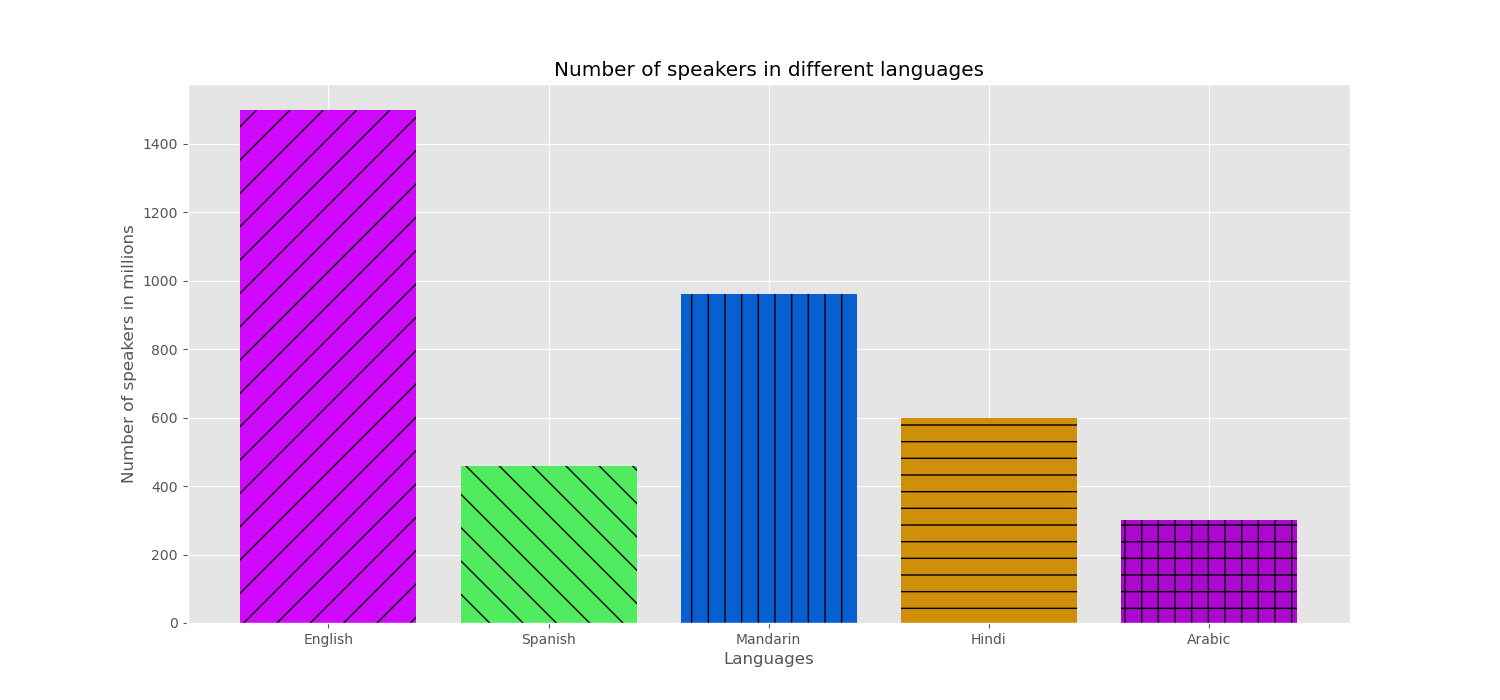 Number of speakers in different languages
Number of speakers in millions
1400
1200
1000
800
600
400
200
0
English Spanish Mandarin Hindi Arabic
Languages